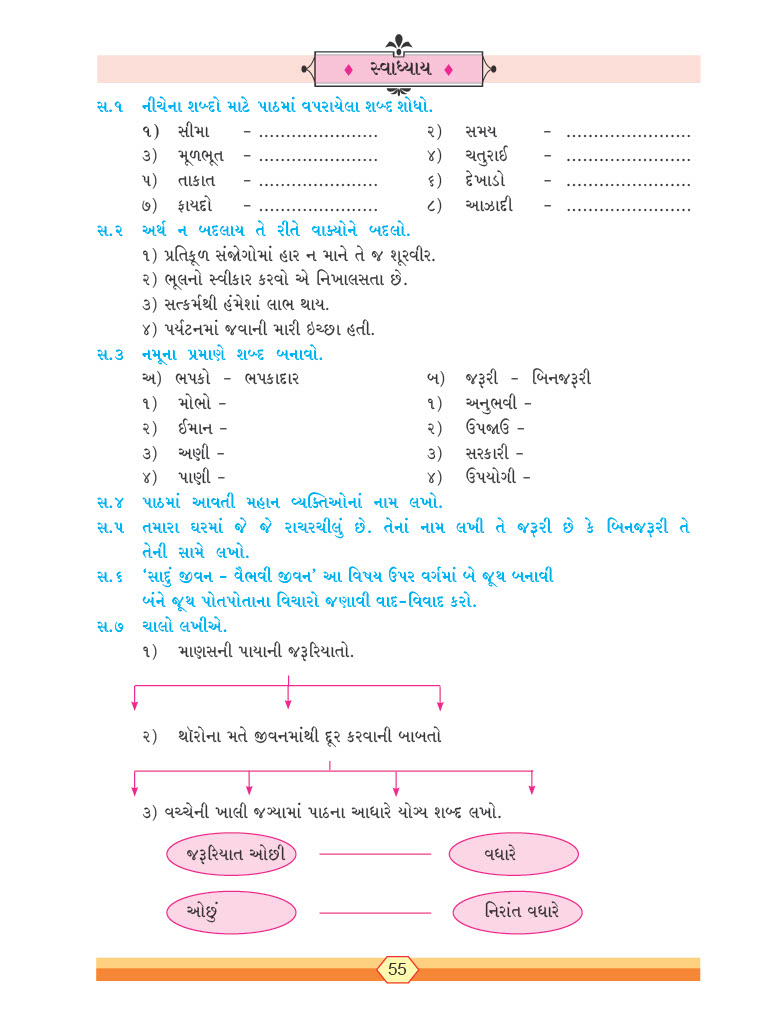 સ્વાધ્યાય
સ.૧ નીચેના શબ્દો માટે પાઠમાં વપરાયેલા શબ્દ શોધો.
૧) સીમા – ...................... ૨) સમય – .......................
૩) મૂળભૂત – ...................... ૪) ચતુરાઈ – .......................
૫) તાકાત – ...................... ૬) દેખાડો – .......................
૭) ફાયદો – ...................... ૮) આઝાદી – .......................
સ.૨ અર્થ ન બદલાય તે રીતે વાક્યોને બદલો.
૧) પ્રતિકૂળ સંજોગોમાં હાર ન માને તે જ શૂરવીર.
૨) ભૂલનો સ્વીકાર કરવો એ નિખાલસતા છે.
૩) સત્કર્મથી હંમેશાં લાભ થાય.
૪) પર્યટનમાં જવાની મારી ઇચ્છા હતી.
સ.૩ નમૂના પ્રમાણે શબ્દ બનાવો.
અ) ભપકો – ભપકાદાર બ) જરૂરી – બિનજરૂરી
૧) મોભો – ૧) અનુભવી –
૨) ઈમાન – ૨) ઉપજાઉ –
૩) અણી – ૩) સરકારી –
૪) પાણી – ૪) ઉપયોગી –
સ.૪ પાઠમાં આવતી મહાન વ્યક્તિઓનાં નામ લખો.
સ.૫ તમારા ઘરમાં જે જે રાચરચીલું છે. તેનાં નામ લખી તે જરૂરી છે કે બિનજરૂરી તે
તેની સામે લખો.
સ.૬ ‘સાદું જીવન – વૈભવી જીવન’ આ વિષય ઉપર વર્ગમાં બે જૂથ બનાવી
બંને જૂથ પોતપોતાના વિચારો જણાવી વાદ–વિવાદ કરો.
સ.૭ ચાલો લખીએ.
૧) માણસની પાયાની જરૂરિયાતો.
૨) થૉરોના મતે જીવનમાંથી દૂર કરવાની બાબતો
૩) વચ્ચેની ખાલી જગ્યામાં પાઠના આધારે યોગ્ય શબ્દ લખો.
જરૂરિયાત ઓછી વધારે
ઓછું નિરાંત વધારે
55